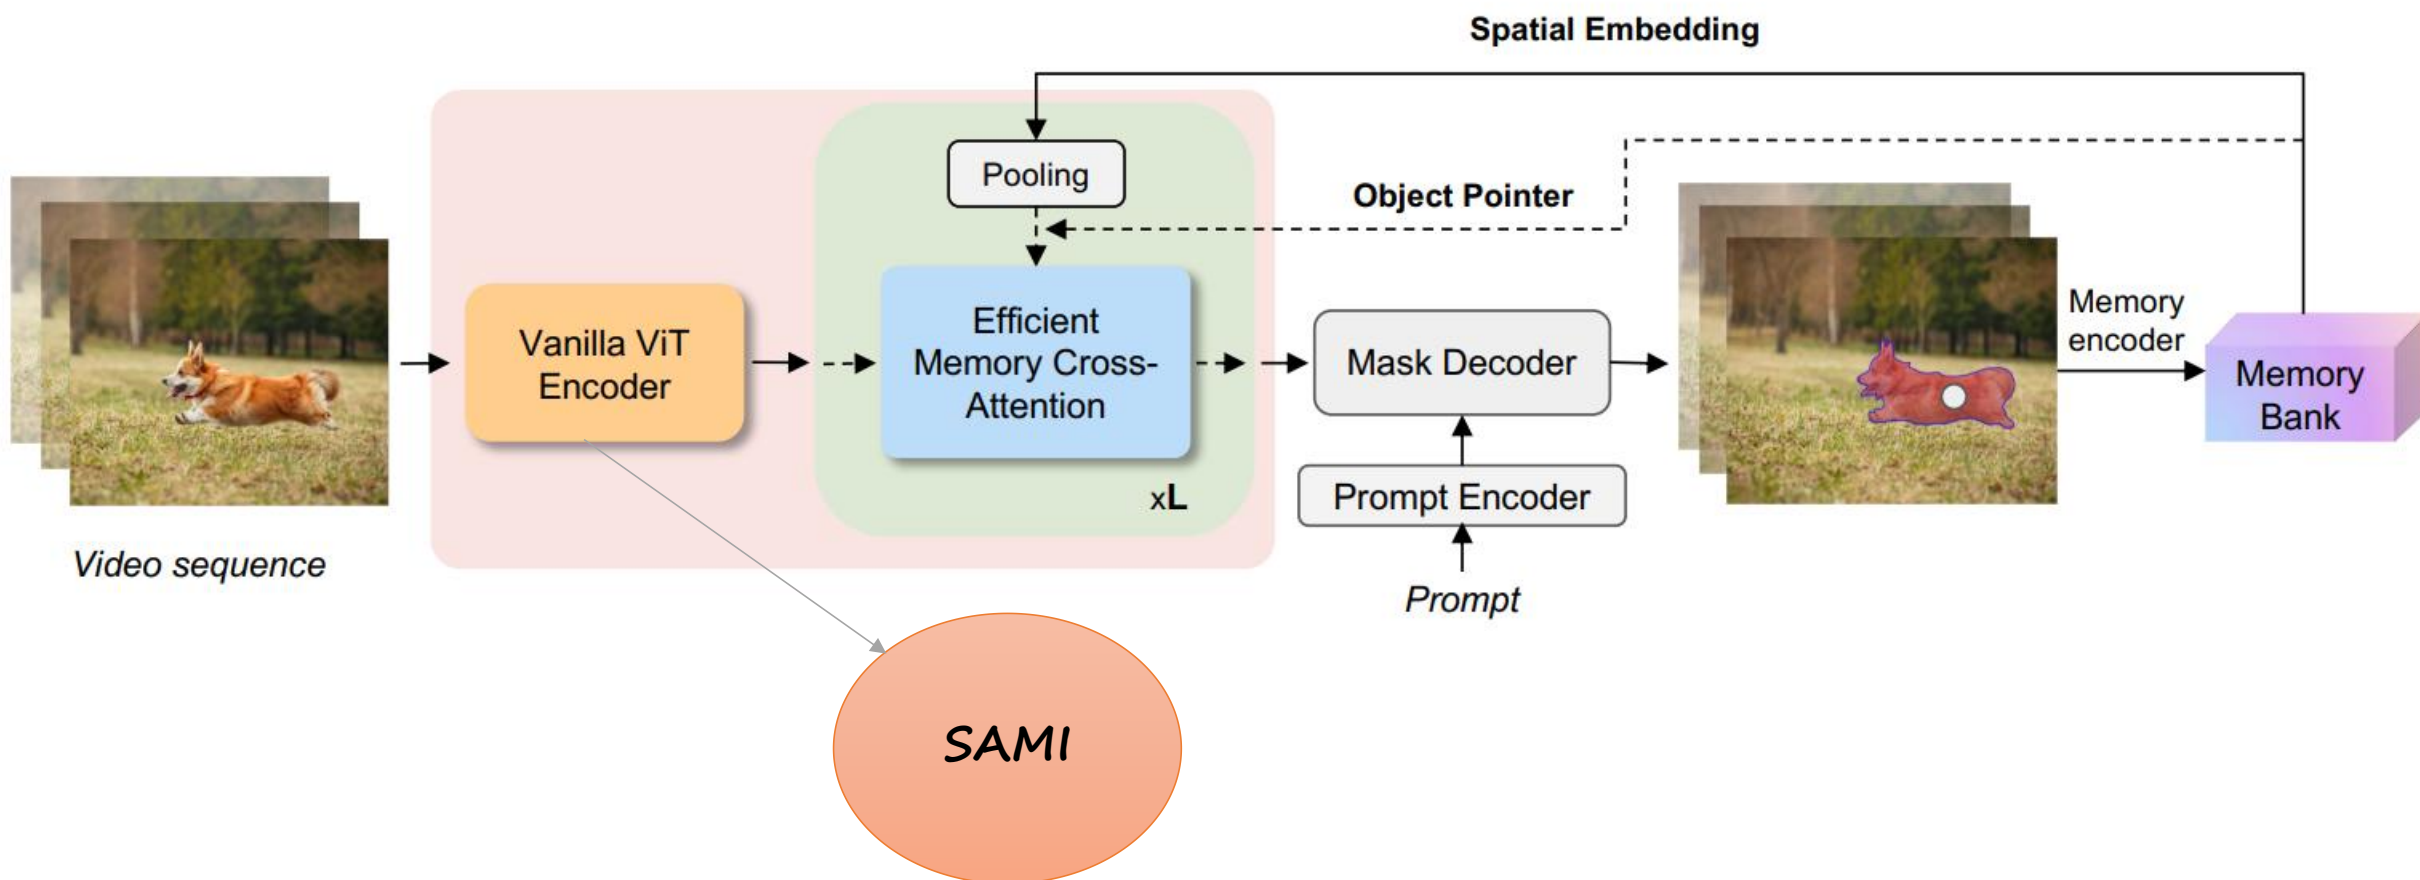 Spatial Embedding
Pooling
Object Pointer
Vanilla ViT
Encoder
Efficient
Memory Cross-
Attention
xL
Mask Decoder
Prompt Encoder
Prompt
Memory
encoder
Memory
Bank
Video sequence
SAMI